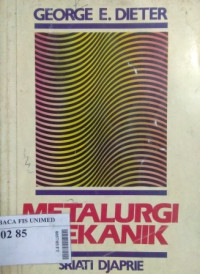 GEORGE E. DIETER
METALURGI
MEKANIK
BACA FIS UNIMED
02 85
SRIATI DJAPRIE